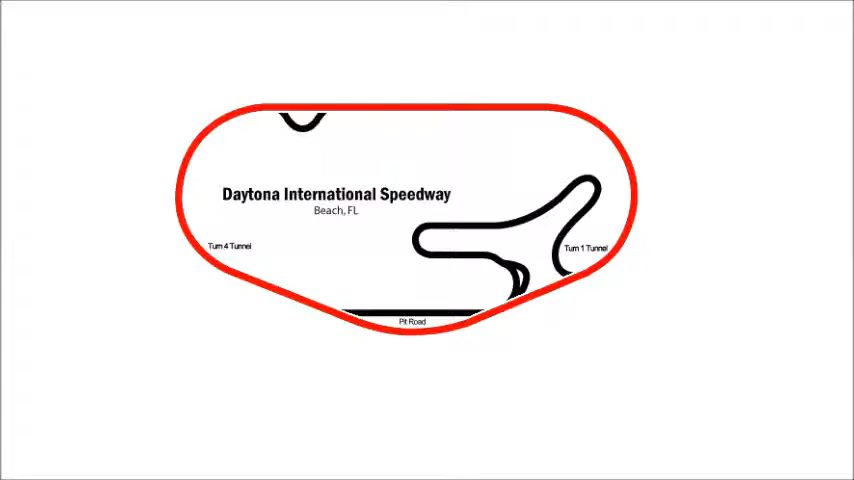 Daytona International Speedway
Beach, FL
Turn 4 Tunnel
Turn 1 Tunnel
Pit Road